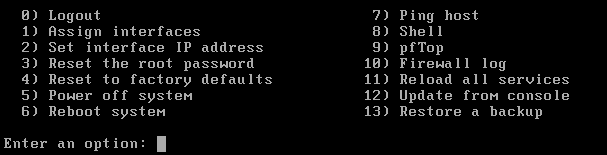 0) Logout 7) Ping host
1) Assign interfaces 8) Shell
2) Set interface IP address 9) pfTop
3) Reset the root password 10) Firewall log
4) Reset to factory defaults 11) Reload all services
5) Power off system 12) Update from console
6) Reboot system 13) Restore a backup
Enter an option: